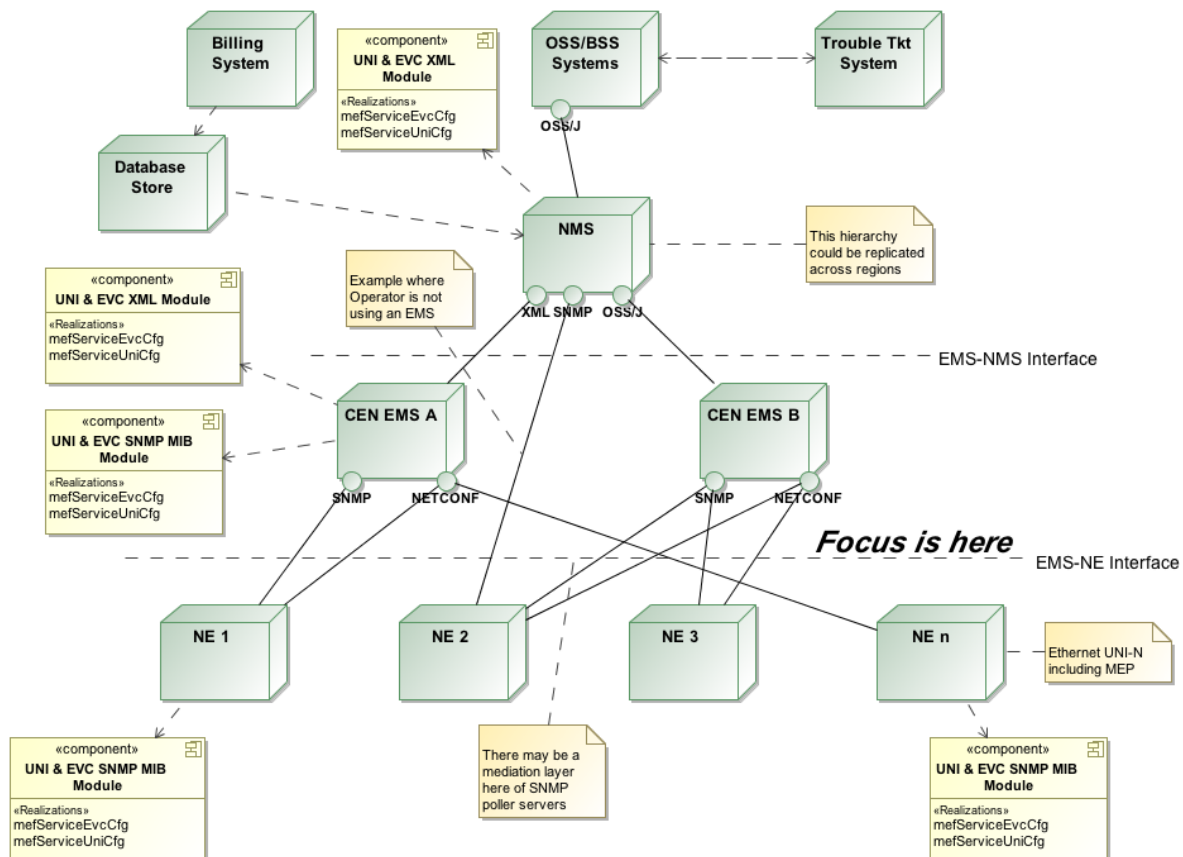 Billing
System
«component»
UNI & EVC XML
Module
«Realizations»
mefServiceEvcCfg
mefServiceUniCfg
OSS/BSS
Systems
Trouble Tkt
System
OSS/J
Database
Store
NMS
This hierarchy
could be replicated
across regions
Example where
Operator is not
using an EMS
«component»
UNI & EVC XML Module
«Realizations»
mefServiceEvcCfg
mefServiceUniCfg
XML SNMP OSS/J
EMS-NMS Interface
CEN EMS A
CEN EMS B
«component»
UNI & EVC SNMP MIB
Module
«Realizations»
mefServiceEvcCfg
mefServiceUniCfg
SNMP
NETCONF
SNMP
NETCONF
Focus is here
EMS-NE Interface
NE 1
NE 2
NE 3
NE n
Ethernet UNI-N
including MEP
«component»
UNI & EVC SNMP MIB
Module
«Realizations»
mefServiceEvcCfg
mefServiceUniCfg
There may be a
mediation layer
here of SNMP
poller servers
«component»
UNI & EVC SNMP MIB
Module
«Realizations»
mefServiceEvcCfg
mefServiceUniCfg